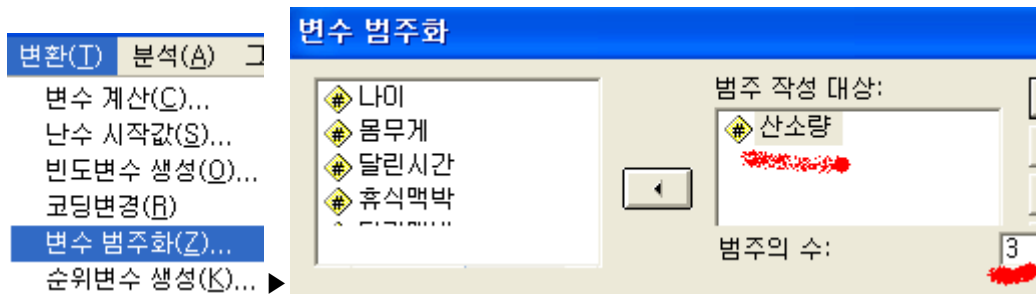 변환(T) 분석(A) 그
변수 계산(C)...
난수 시작값(S)...
빈도변수 생성(O)...
코딩변경(R)
변수 범주화(Z)...
순위변수 생성(K)...
변수 범주화
나이
몸무게
달린시간
휴식맥박
범주 작성 대상:
산소량
범주의 수:
3